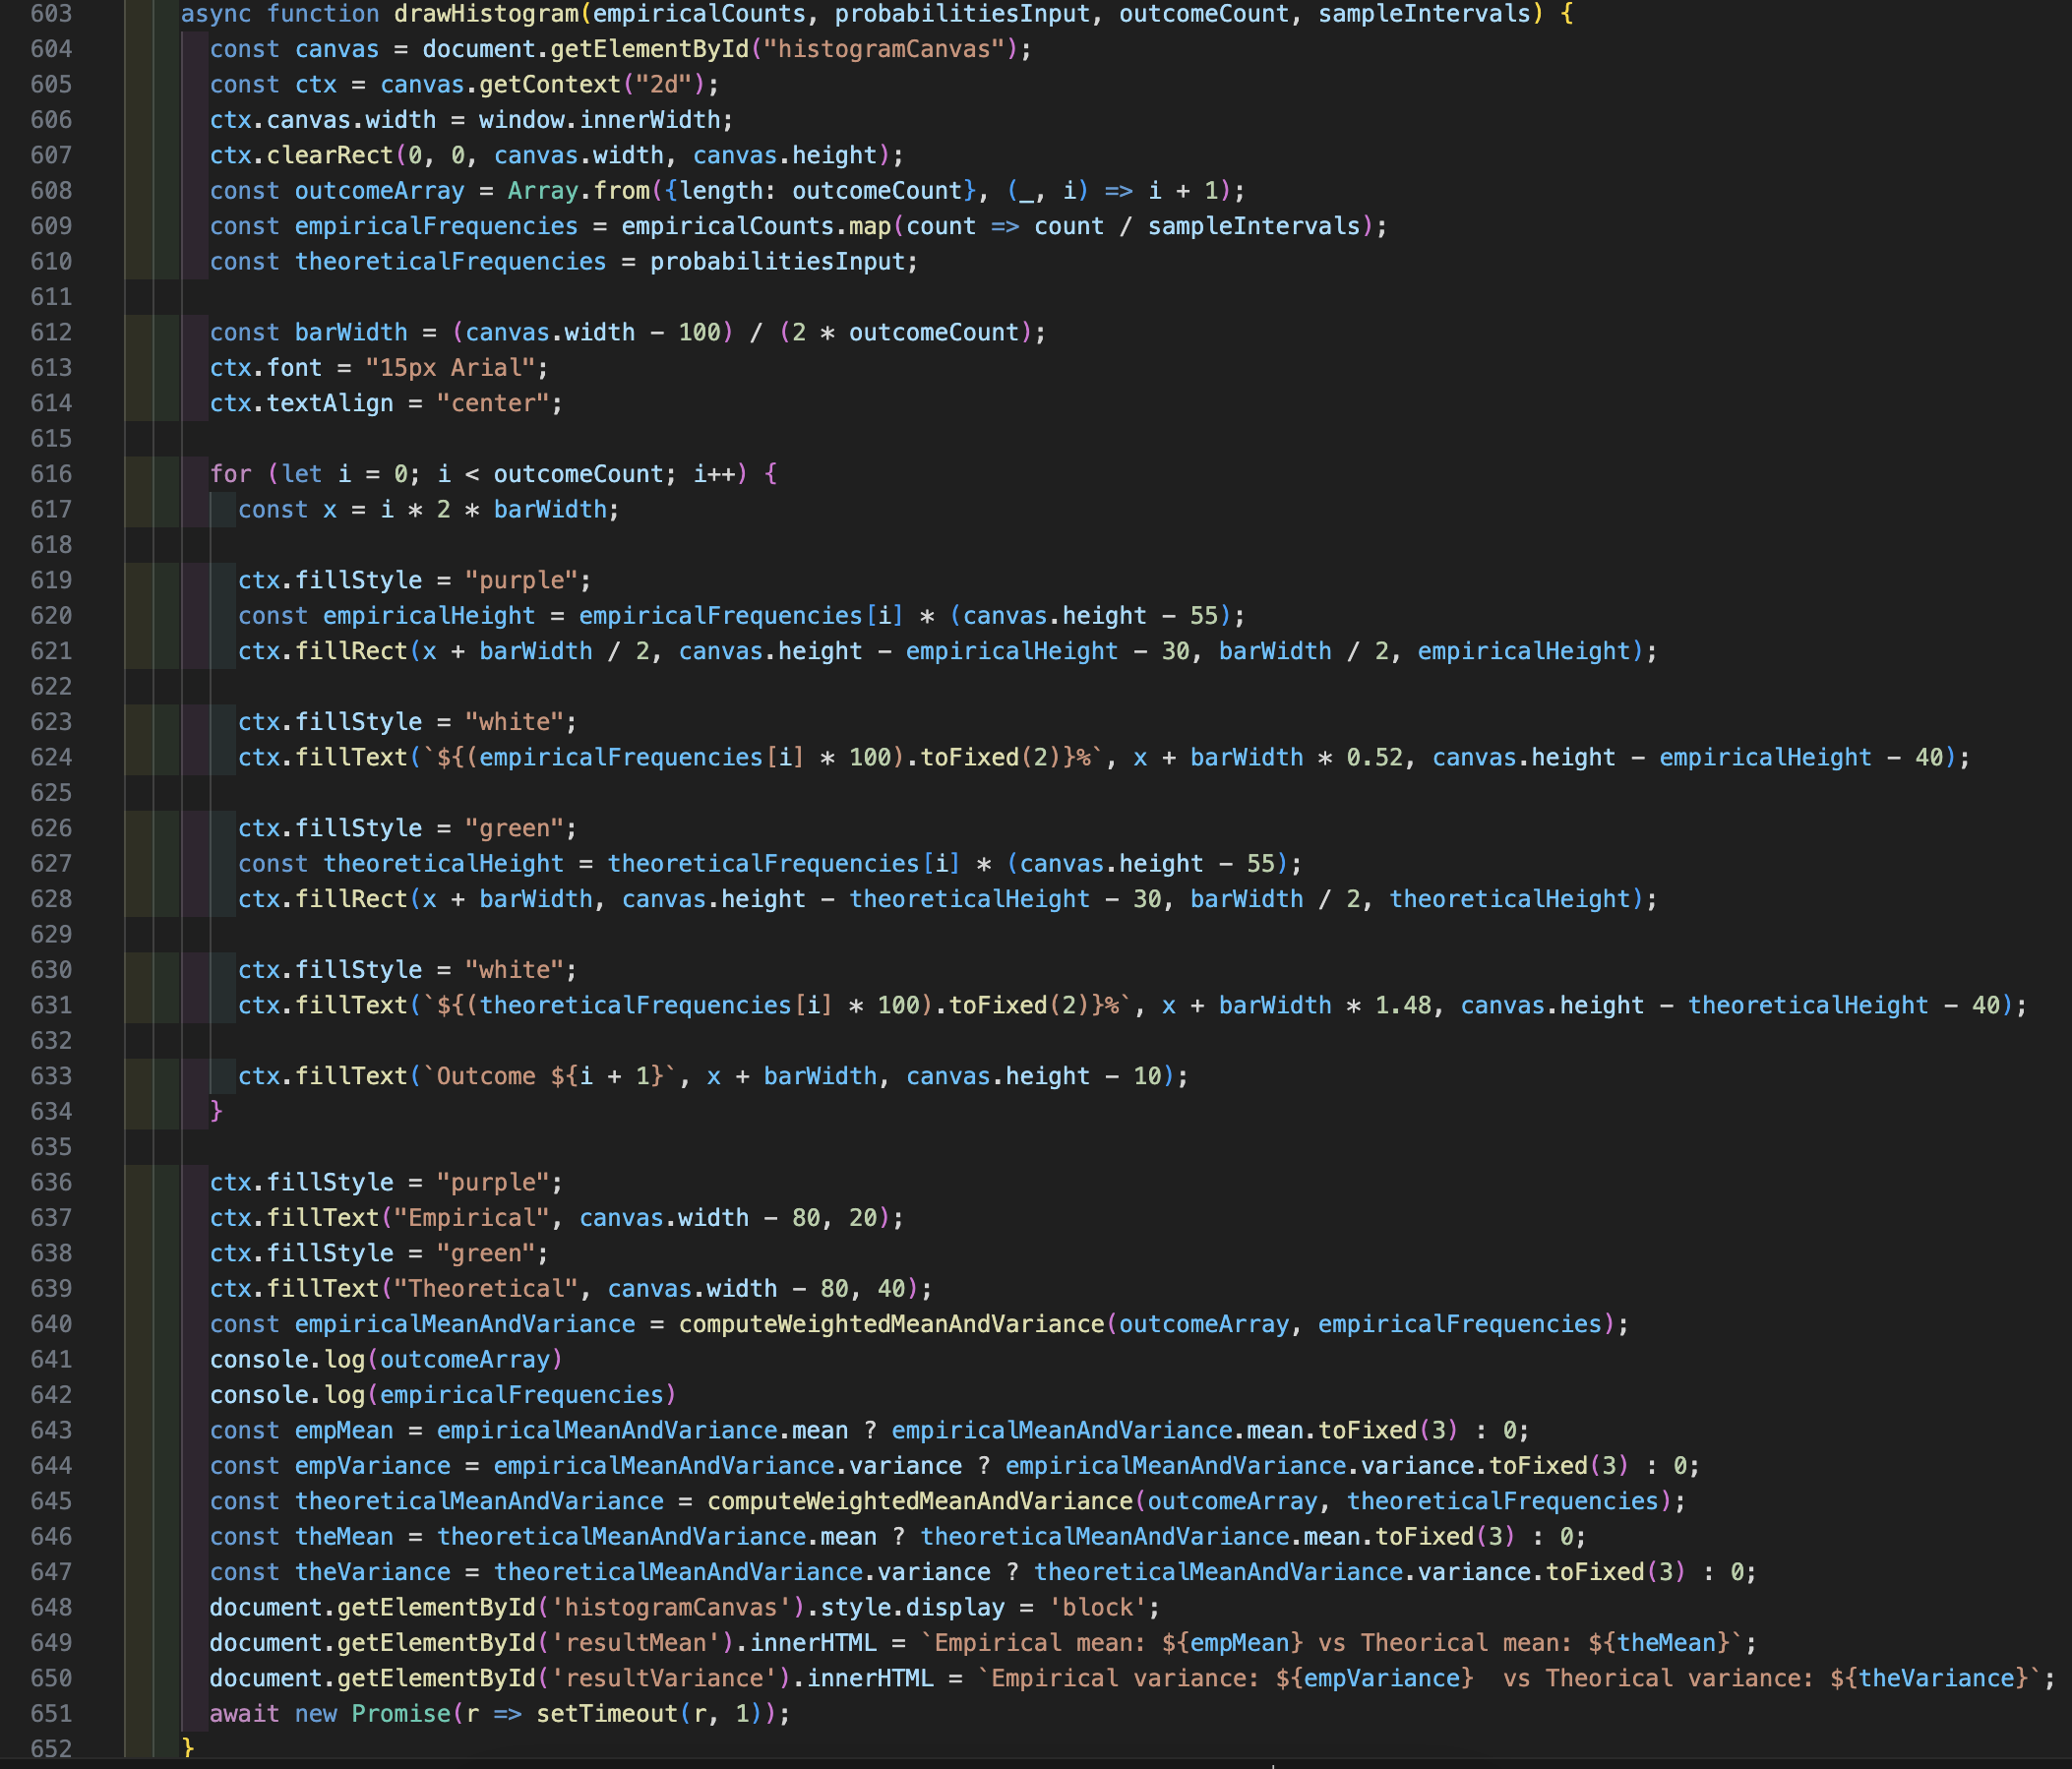 603 async function drawHistogram(empiricalCounts, probabilitiesInput, outcomeCount, sampleIntervals) {
604 const canvas = document.getElementById("histogramCanvas");
605 const ctx = canvas.getContext("2d");
606 ctx.canvas.width = window.innerWidth;
607 ctx.clearRect(0, 0, canvas.width, canvas.height);
608 const outcomeArray = Array.from({length: outcomeCount}, (_, i) => i + 1);
609 const empiricalFrequencies = empiricalCounts.map(count => count / sampleIntervals);
610 const theoreticalFrequencies = probabilitiesInput;
611
612 const barWidth = (canvas.width - 100) / (2 * outcomeCount);
613 ctx.font = "15px Arial";
614 ctx.textAlign = "center";
615
616 for (let i = 0; i < outcomeCount; i++) {
617 const x = i * 2 * barWidth;
618
619 ctx.fillStyle = "purple";
620 const empiricalHeight = empiricalFrequencies[i] * (canvas.height - 55);
621 ctx.fillRect(x + barWidth / 2, canvas.height - empiricalHeight - 30, barWidth / 2, empiricalHeight);
622
623 ctx.fillStyle = "white";
624 ctx.fillText(`${(empiricalFrequencies[i] * 100).toFixed(2)}%`, x + barWidth * 0.52, canvas.height - empiricalHeight - 40);
625
626 ctx.fillStyle = "green";
627 const theoreticalHeight = theoreticalFrequencies[i] * (canvas.height - 55);
628 ctx.fillRect(x + barWidth, canvas.height - theoreticalHeight - 30, barWidth / 2, theoreticalHeight);
629
630 ctx.fillStyle = "white";
631 ctx.fillText(`${(theoreticalFrequencies[i] * 100).toFixed(2)}%`, x + barWidth * 1.48, canvas.height - theoreticalHeight - 40);
632
633 ctx.fillText(`Outcome ${i + 1}`, x + barWidth, canvas.height - 10);
634 }
635
636 ctx.fillStyle = "purple";
637 ctx.fillText("Empirical", canvas.width - 80, 20);
638 ctx.fillStyle = "green";
639 ctx.fillText("Theoretical", canvas.width - 80, 40);
640 const empiricalMeanAndVariance = computeWeightedMeanAndVariance(outcomeArray, empiricalFrequencies);
641 console.log(outcomeArray)
642 console.log(empiricalFrequencies)
643 const empMean = empiricalMeanAndVariance.mean ? empiricalMeanAndVariance.mean.toFixed(3) : 0;
644 const empVariance = empiricalMeanAndVariance.variance ? empiricalMeanAndVariance.variance.toFixed(3) : 0;
645 const theoreticalMeanAndVariance = computeWeightedMeanAndVariance(outcomeArray, theoreticalFrequencies);
646 const theMean = theoreticalMeanAndVariance.mean ? theoreticalMeanAndVariance.mean.toFixed(3) : 0;
647 const theVariance = theoreticalMeanAndVariance.variance ? theoreticalMeanAndVariance.variance.toFixed(3) : 0;
648 document.getElementById('histogramCanvas').style.display = 'block';
649 document.getElementById('resultMean').innerHTML = `Empirical mean: ${empMean} vs Theorical mean: ${theMean}`;
650 document.getElementById('resultVariance').innerHTML = `Empirical variance: ${empVariance}  vs Theorical variance: ${theVariance}`;
651 await new Promise(r => setTimeout(r, 1));
652 }